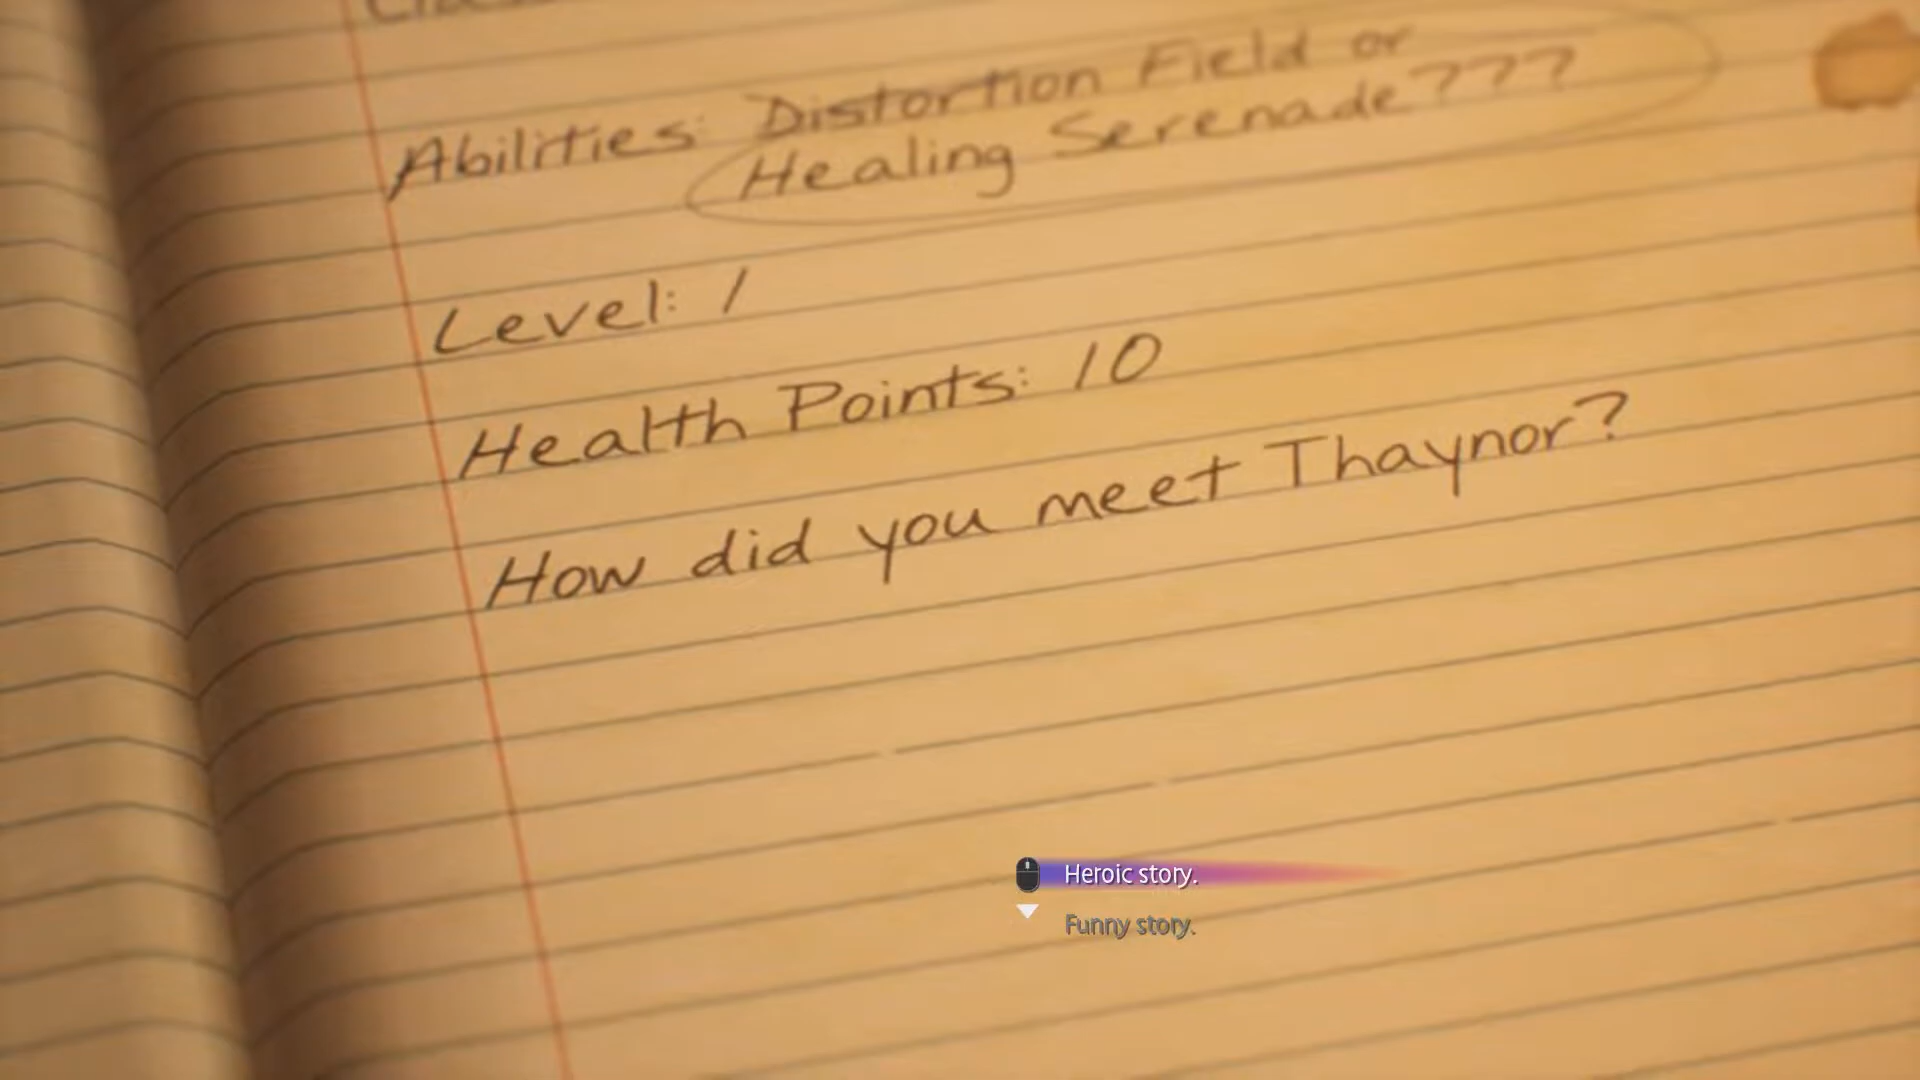 Abilities: Distortion Field or
Healing Serenade???
Level: 1
Health Points: 10
How did you meet Thaynor?
Heroic story.
Funny story.